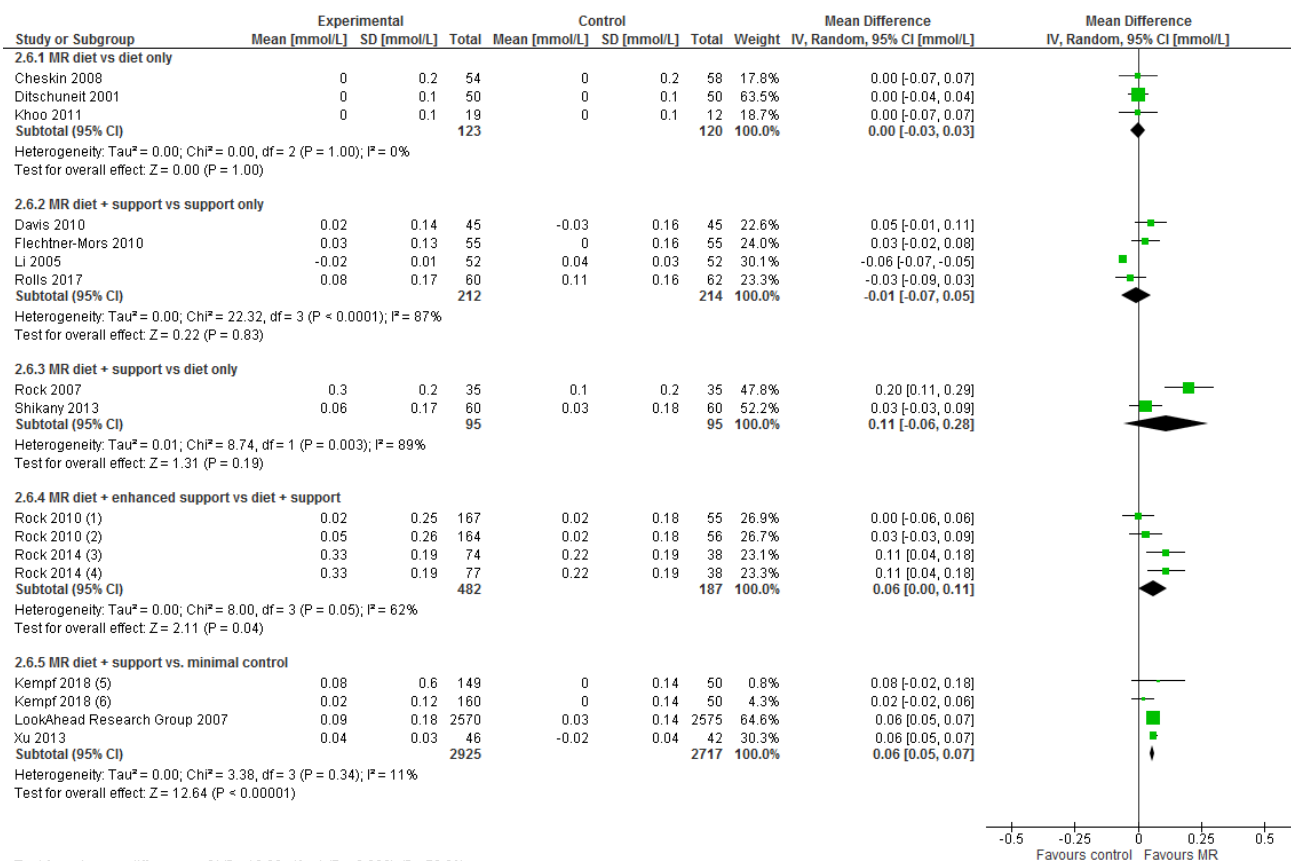 Experimental Control Mean Difference Mean Difference
Study or Subgroup Mean [mmol/L] SD [mmol/L] Total Mean [mmol/L] SD [mmol/L] Total Weight IV, Random, 95% CI [mmol/L] IV, Random, 95% CI [mmol/L]
2.6.1 MR diet vs diet only
Cheskin 2008 0 0.2 54 0 0.2 58 17.8% 0.00 [-0.07, 0.07]
Ditschuneit 2001 0 0.1 50 0 0.1 50 63.5% 0.00 [-0.04, 0.04]
Khoo 2011 0 0.1 19 0 0.1 12 18.7% 0.00 [-0.07, 0.07]
Subtotal (95% CI) 123 120 100.0% 0.00 [-0.03, 0.03]
Heterogeneity: Tau² = 0.00; Chi² = 0.00, df = 2 (P = 1.00); I² = 0%
Test for overall effect: Z = 0.00 (P = 1.00)
2.6.2 MR diet + support vs support only
Davis 2010 0.02 0.14 45 -0.03 0.16 45 22.6% 0.05 [-0.01, 0.11]
Flechtner-Mors 2010 0.03 0.13 55 0 0.16 55 24.0% 0.03 [-0.02, 0.08]
Li 2005 -0.02 0.01 52 0.04 0.03 52 30.1% -0.06 [-0.07, -0.05]
Rolls 2017 0.08 0.17 60 0.11 0.16 62 23.3% -0.03 [-0.09, 0.03]
Subtotal (95% CI) 212 214 100.0% -0.01 [-0.07, 0.05]
Heterogeneity: Tau² = 0.00; Chi² = 22.32, df = 3 (P < 0.0001); I² = 87%
Test for overall effect: Z = 0.22 (P = 0.83)
2.6.3 MR diet + support vs diet only
Rock 2007 0.3 0.2 35 0.1 0.2 35 47.8% 0.20 [0.11, 0.29]
Shikany 2013 0.06 0.17 60 0.03 0.18 60 52.2% 0.03 [-0.03, 0.09]
Subtotal (95% CI) 95 95 100.0% 0.11 [-0.06, 0.28]
Heterogeneity: Tau² = 0.01; Chi² = 8.74, df = 1 (P = 0.003); I² = 89%
Test for overall effect: Z = 1.31 (P = 0.19)
2.6.4 MR diet + enhanced support vs diet + support
Rock 2010 (1) 0.02 0.25 167 0.02 0.18 55 26.9% 0.00 [-0.06, 0.06]
Rock 2010 (2) 0.05 0.26 164 0.02 0.18 56 26.7% 0.03 [-0.03, 0.09]
Rock 2014 (3) 0.33 0.19 74 0.22 0.19 38 23.1% 0.11 [0.04, 0.18]
Rock 2014 (4) 0.33 0.19 77 0.22 0.19 38 23.3% 0.11 [0.04, 0.18]
Subtotal (95% CI) 482 187 100.0% 0.06 [0.00, 0.11]
Heterogeneity: Tau² = 0.00; Chi² = 8.00, df = 3 (P = 0.05); I² = 62%
Test for overall effect: Z = 2.11 (P = 0.04)
2.6.5 MR diet + support vs. minimal control
Kempf 2018 (5) 0.08 0.6 149 0 0.14 50 0.8% 0.08 [-0.02, 0.18]
Kempf 2018 (6) 0.02 0.12 160 0 0.14 50 4.3% 0.02 [-0.02, 0.06]
LookAhead Research Group 2007 0.09 0.18 2570 0.03 0.14 2575 64.6% 0.06 [0.05, 0.07]
Xu 2013 0.04 0.03 46 -0.02 0.04 42 30.3% 0.06 [0.05, 0.07]
Subtotal (95% CI) 2925 2717 100.0% 0.06 [0.05, 0.07]
Heterogeneity: Tau² = 0.00; Chi² = 3.38, df = 3 (P = 0.34); I² = 11%
Test for overall effect: Z = 12.64 (P < 0.00001)
-0.5 -0.25 0 0.25 0.5
Favours control Favours MR